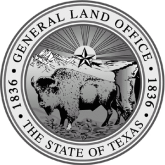 GENERAL LAND OFFICE
1836 • THE STATE OF TEXAS • 1836